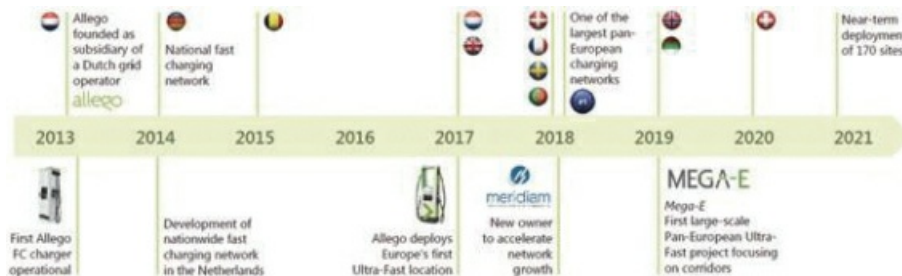 Allego
founded as
subsidiary of
a Dutch grid
operator
allego
National fast
charging
network
One of the
largest pan-
European
charging
networks
Near-term
deployment
of 170 sites
2013 2014 2015 2016 2017 2018 2019 2020 2021
First Allego
FC charger
operational
Development of
nationwide fast
charging network
in the Netherlands
Allego deploys
Europe's first
Ultra-Fast location
meridiam
New owner
to accelerate
network
growth
MEGA-E
Mega-E
First large-scale
Pan-European Ultra-
Fast project focusing
on corridors